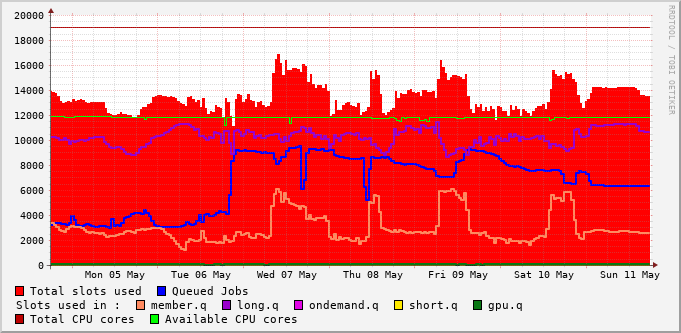 20000
18000
16000
14000
12000
10000
8000
6000
4000
2000
0
Mon 05 May Tue 06 May Wed 07 May Thu 08 May Fri 09 May Sat 10 May Sun 11 May
Total slots used Queued Jobs
Slots used in : member.q long.q ondemand.q short.q gpu.q
Total CPU cores Available CPU cores
RRDTOOL / TOBI OETIKER